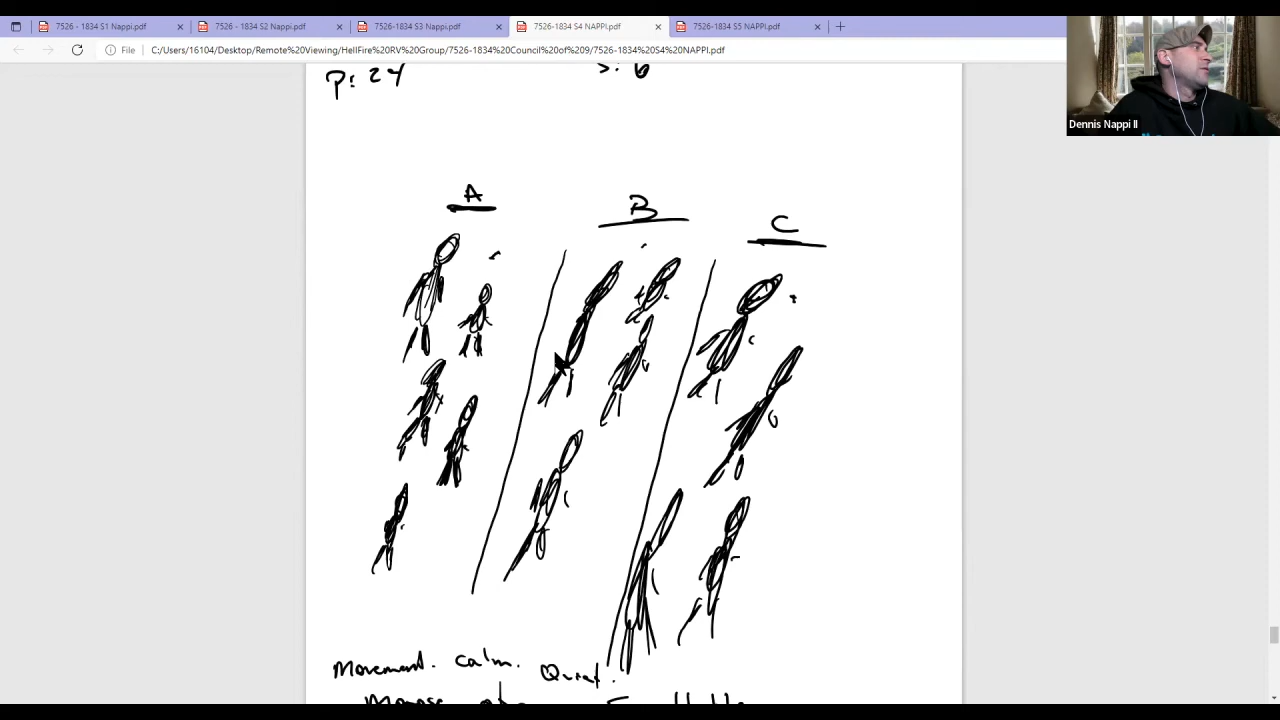 7526 - 1834 S1 Nappi.pdf
7526 - 1834 S2 Nappi.pdf
7526-1834 S3 Nappi.pdf
7526-1834 S4 NAPPI.pdf
7526-1834 S5 NAPPI.pdf
File
C:/Users/16104/Desktop/Remote%20Viewing/HellFire%20RV%20Group/7526-1834%20Council%20of%209/7526-1834%20S4%20NAPPI.pdf
Dennis Nappi II
P: 24
S: 6
A
B
C
Movement. calm. Quiet.